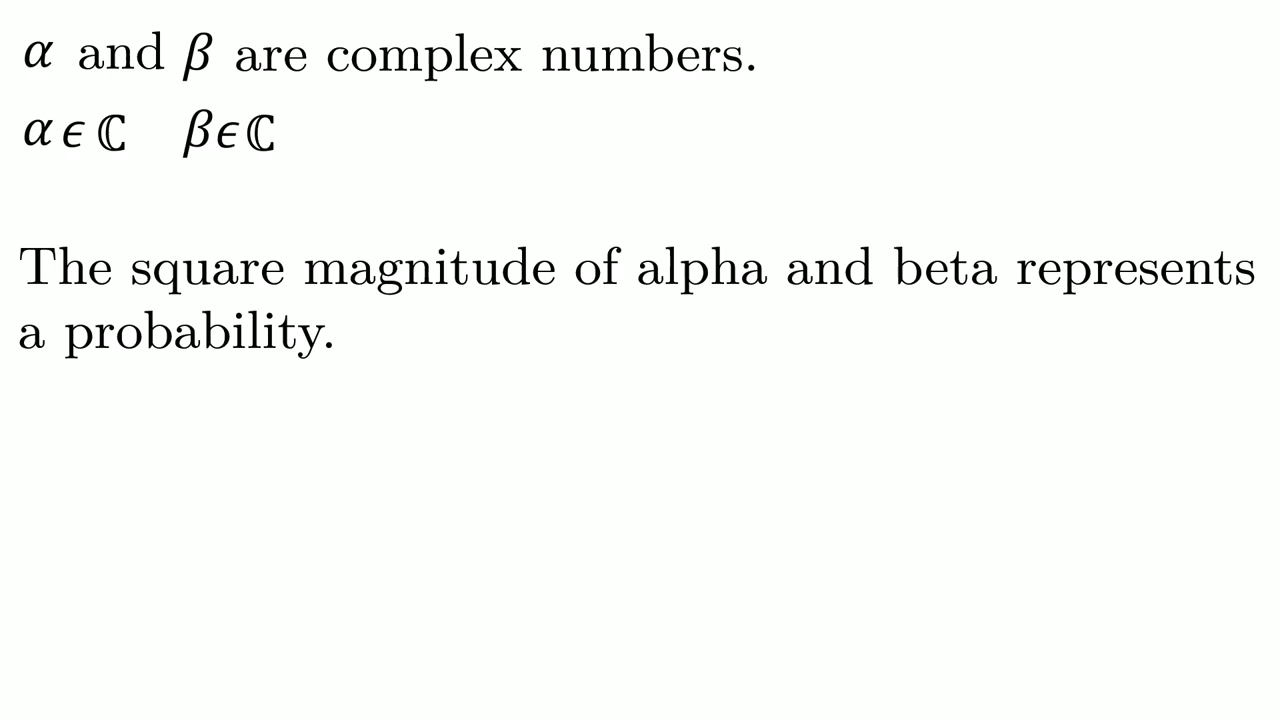 α and β are complex numbers.
α ϵ ℂ β ϵ ℂ
The square magnitude of alpha and beta represents
a probability.